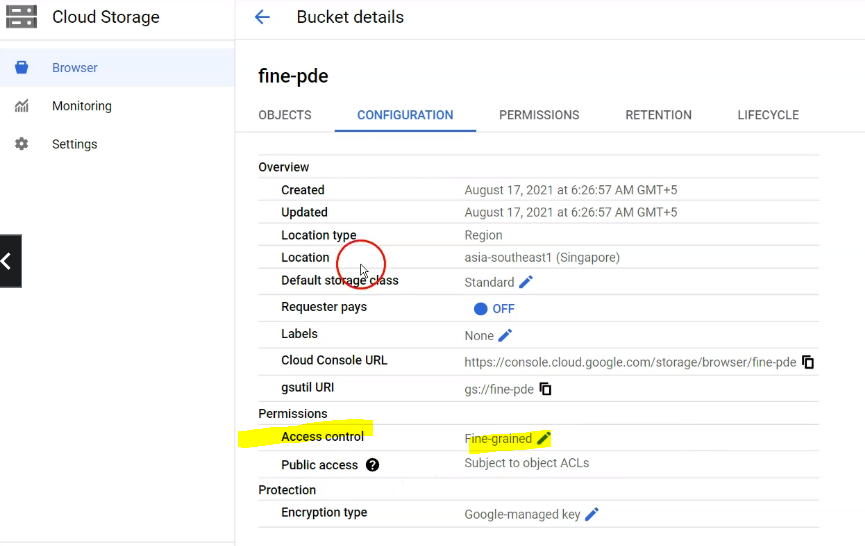 Cloud Storage
Bucket details
Browser
Monitoring
Settings
fine-pde
OBJECTS CONFIGURATION PERMISSIONS RETENTION LIFECYCLE
Overview
Created August 17, 2021 at 6:26:57 AM GMT+5
Updated August 17, 2021 at 6:26:57 AM GMT+5
Location type Region
Location asia-southeast1 (Singapore)
Default storage class Standard
Requester pays OFF
Labels None
Cloud Console URL https://console.cloud.google.com/storage/browser/fine-pde
gsutil URI gs://fine-pde
Permissions
Access control Fine-grained
Public access ? Subject to object ACLs
Protection
Encryption type Google-managed key